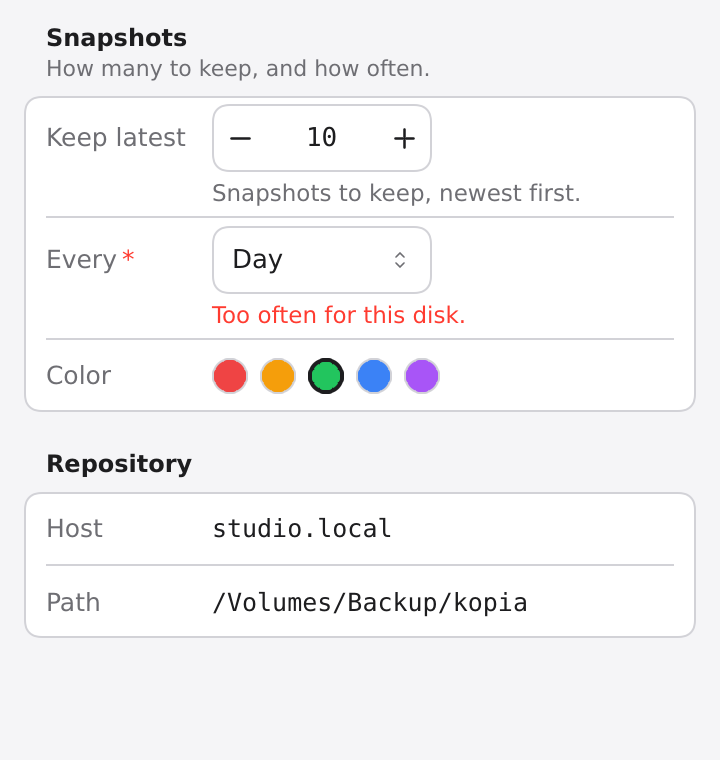 Snapshots
How many to keep, and how often.
Keep latest − 10 +
Snapshots to keep, newest first.
Every * Day
Too often for this disk.
Color
Repository
Host studio.local
Path /Volumes/Backup/kopia